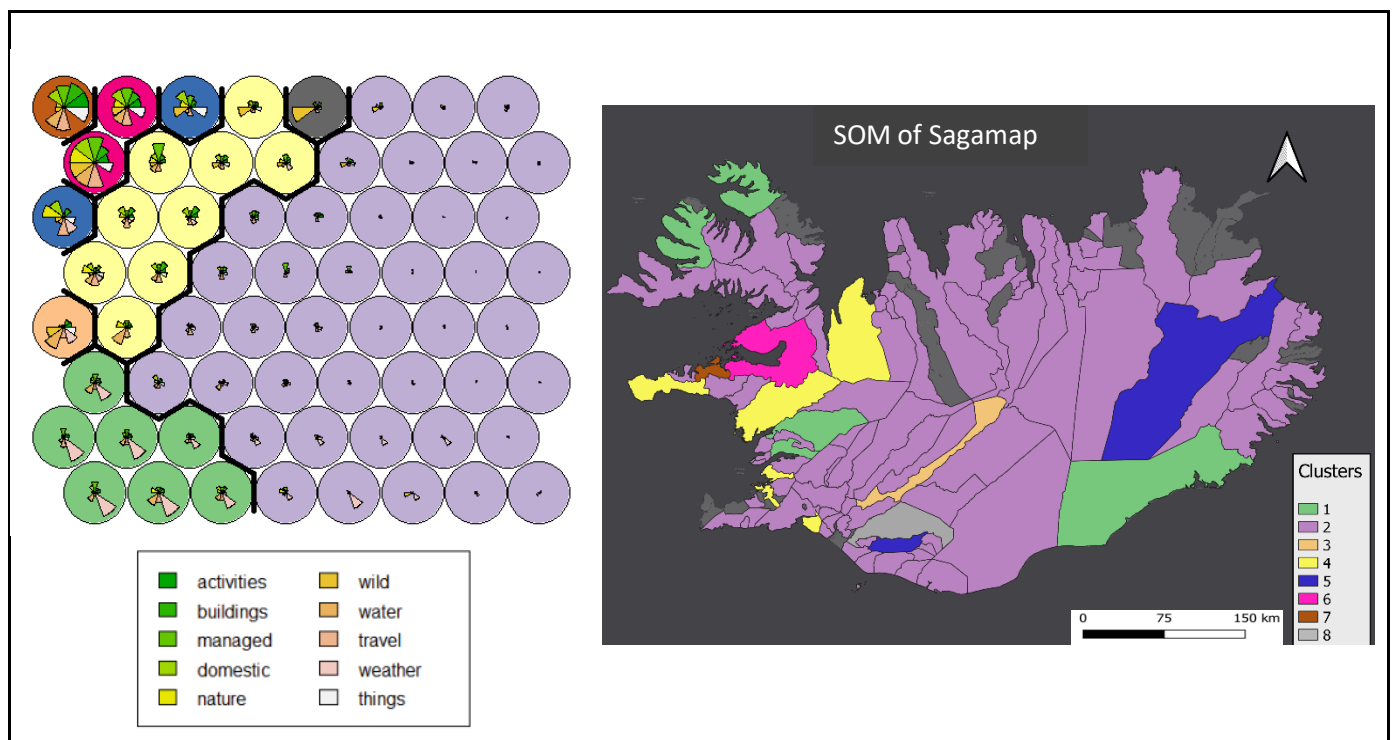 SOM of Sagamap
Clusters
1
2
3
4
5
6
7
8
0 75 150 km
activities wild
buildings water
managed travel
domestic weather
nature things